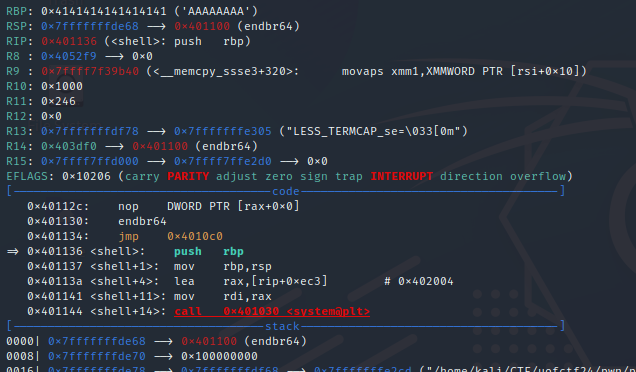 RBP: 0×4141414141414141 ('AAAAAAAA')
RSP: 0×7fffffffde68 → 0×401100 (endbr64)
RIP: 0×401136 (<shell>: push rbp)
R8 : 0×4052f9 → 0×0
R9 : 0×7ffff7f39b40 (<__memcpy_ssse3+320>: movaps xmm1,XMMWORD PTR [rsi+0×10])
R10: 0×1000
R11: 0×246
R12: 0×0
R13: 0×7fffffffdf78 → 0×7fffffffe305 ("LESS_TERMCAP_se=\033[0m")
R14: 0×403df0 → 0×401100 (endbr64)
R15: 0×7ffff7ffd000 → 0×7ffff7ffe2d0 → 0×0
EFLAGS: 0×10206 (carry PARITY adjust zero sign trap INTERRUPT direction overflow)
[code]
0×40112c: nop DWORD PTR [rax+0×0]
0×401130: endbr64
0×401134: jmp 0×4010c0
⇒ 0×401136 <shell>: push rbp
0×401137 <shell+1>: mov rbp,rsp
0×40113a <shell+4>: lea rax,[rip+0×ec3] # 0×402004
0×401141 <shell+11>: mov rdi,rax
0×401144 <shell+14>: call 0×401030 <system@plt>
[stack]
0000| 0×7fffffffde68 → 0×401100 (endbr64)
0008| 0×7fffffffde70 → 0×100000000
0016| 0×7fffffffde78 → 0×7fffffffdf68 → 0×7fffffffe2cd ("/home/kali/CTF/uofctf24/pwn/